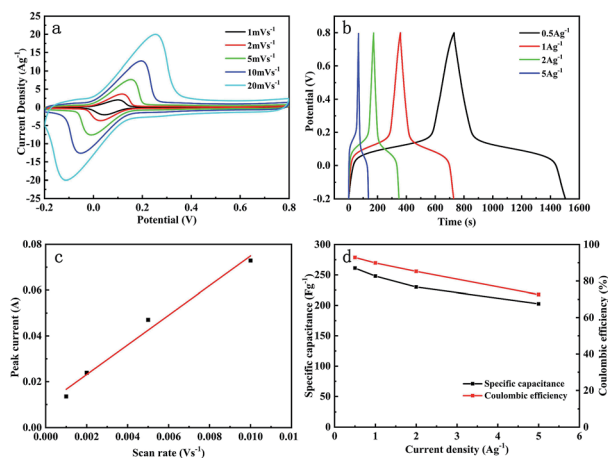 a
1mVs⁻¹
2mVs⁻¹
5mVs⁻¹
10mVs⁻¹
20mVs⁻¹
Current Density (Ag⁻¹)
25
20
15
10
5
0
-5
-10
-15
-20
-25
-0.2 0.0 0.2 0.4 0.6 0.8
Potential (V)
b
0.5Ag⁻¹
1Ag⁻¹
2Ag⁻¹
5Ag⁻¹
Potential (V)
0.8
0.4
0.0
-0.2
0 200 400 600 800 1000 1200 1400 1600
Time (s)
c
Peak current (A)
0.08
0.06
0.04
0.02
0.00
0.000 0.002 0.004 0.006 0.008 0.010 0.01
Scan rate (Vs⁻¹)
d
Specific capacitance
Coulombic efficiency
Specific capacitance (Fg⁻¹)
300
250
200
150
100
50
0
Coulombic efficiency (%)
100
80
60
40
20
0
0 1 2 3 4 5 6
Current density (Ag⁻¹)